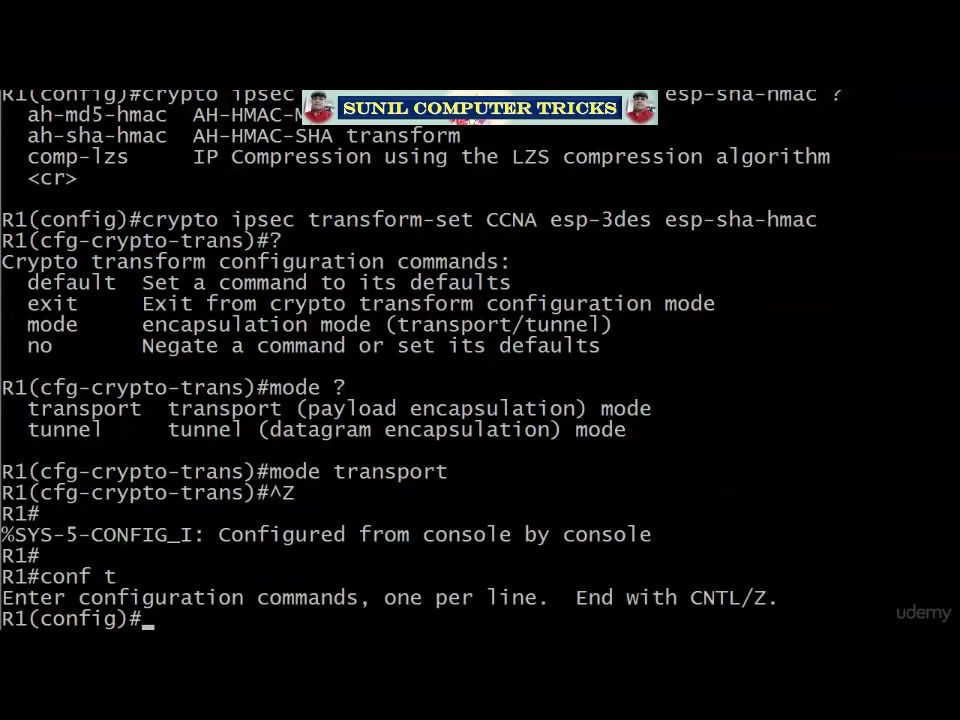 R1(config)#crypto ipsec esp-sha-hmac ?
SUNIL COMPUTER TRICKS
ah-md5-hmac AH-HMAC-M
ah-sha-hmac AH-HMAC-SHA transform
comp-lzs IP Compression using the LZS compression algorithm
<cr>
R1(config)#crypto ipsec transform-set CCNA esp-3des esp-sha-hmac
R1(cfg-crypto-trans)#?
Crypto transform configuration commands:
default Set a command to its defaults
exit Exit from crypto transform configuration mode
mode encapsulation mode (transport/tunnel)
no Negate a command or set its defaults
R1(cfg-crypto-trans)#mode ?
transport transport (payload encapsulation) mode
tunnel tunnel (datagram encapsulation) mode
R1(cfg-crypto-trans)#mode transport
R1(cfg-crypto-trans)#^Z
R1#
%SYS-5-CONFIG_I: Configured from console by console
R1#
R1#conf t
Enter configuration commands, one per line. End with CNTL/Z.
R1(config)#_
udemy